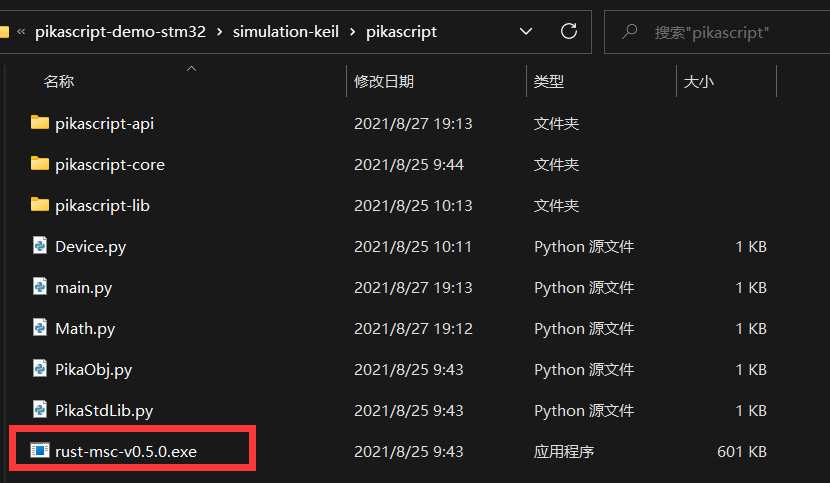 « pikascript-demo-stm32 › simulation-keil › pikascript 搜索"pikascript"
名称 修改日期 类型 大小
pikascript-api 2021/8/27 19:13 文件夹
pikascript-core 2021/8/25 9:44 文件夹
pikascript-lib 2021/8/25 10:13 文件夹
Device.py 2021/8/25 10:11 Python 源文件 1 KB
main.py 2021/8/27 19:13 Python 源文件 1 KB
Math.py 2021/8/27 19:12 Python 源文件 1 KB
PikaObj.py 2021/8/25 9:43 Python 源文件 1 KB
PikaStdLib.py 2021/8/25 9:43 Python 源文件 1 KB
rust-msc-v0.5.0.exe 2021/8/25 9:43 应用程序 601 KB